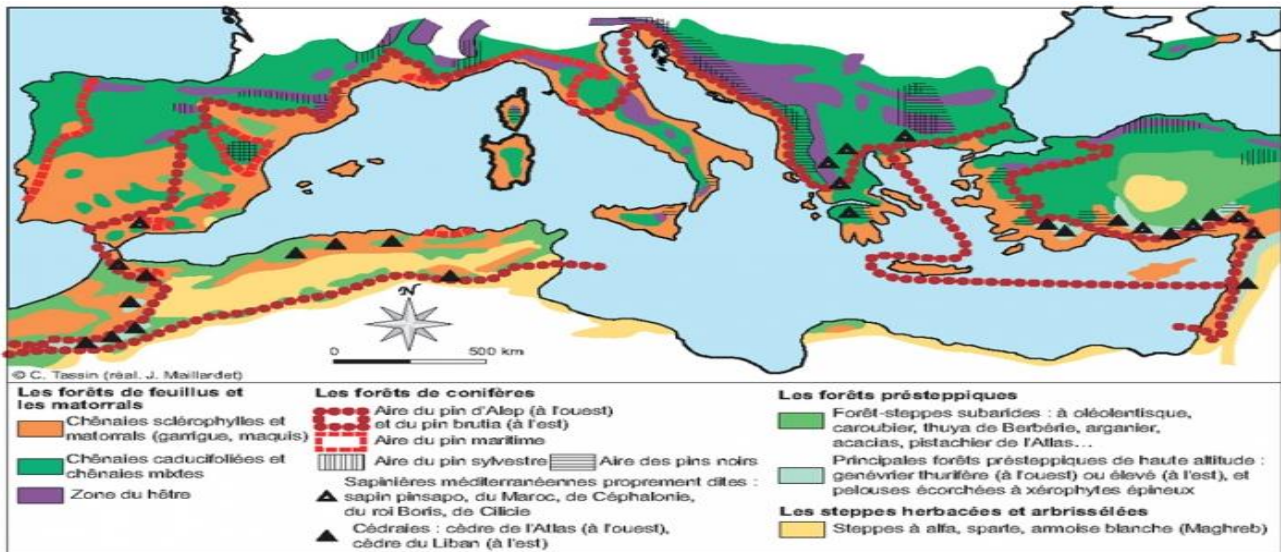 N
0 500 km
© C. Tassin (réal. J. Maillardet)
Les forêts de feuillus et
les matorrals
Chênaies sclérophylles et
matorrals (garrigue, maquis)
Chênaies caducifoliées et
chênaies mixtes
Zone du hêtre
Les forêts de conifères
Aire du pin d'Alep (à l'ouest)
et du pin brutia (à l'est)
Aire du pin maritime
Aire du pin sylvestre Aire des pins noirs
Sapinières méditerranéennes proprement dites :
sapin pinsapo, du Maroc, de Céphalonie,
du roi Boris, de Cilicie
Cédraies : cèdre de l'Atlas (à l'ouest),
cèdre du Liban (à l'est)
Les forêts présteppiques
Forêt-steppes subarides : à oléolentisque,
caroubier, thuya de Berbérie, arganier,
acacias, pistachier de l'Atlas...
Principales forêts présteppiques de haute altitude :
genévrier thurifère (à l'ouest) ou élevé (à l'est), et
pelouses écorchées à xérophytes épineux
Les steppes herbacées et arbrissélées
Steppes à alfa, sparte, armoise blanche (Maghreb)